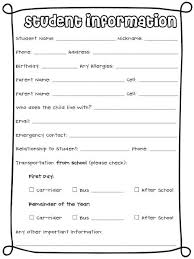 Student Information
Student Name: Nickname:
Address: Phone:
Birthday: Any Allergies:
Parent Name: Cell:
Parent Name: Cell:
Who does the child live with?
Email:
Emergency Contact:
Relationship to Student: Phone:
Transportation from school (please check):
First Day:
Car-rider Bus After School
Remainder of the Year:
Car-rider Bus After School
Any other important information: